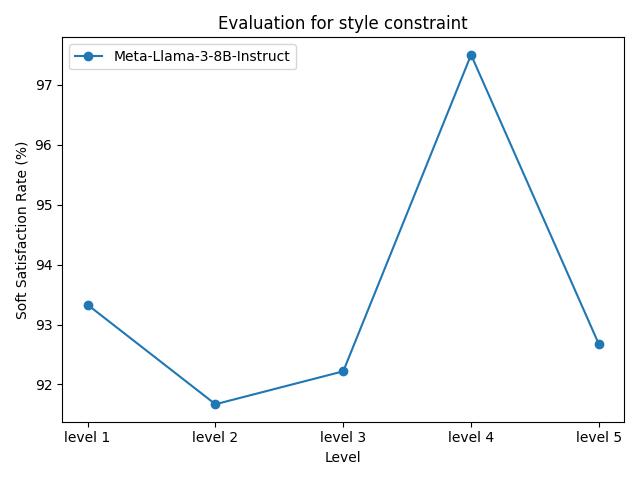 Evaluation for style constraint
Meta-Llama-3-8B-Instruct
Soft Satisfaction Rate (%)
97
96
95
94
93
92
level 1 level 2 level 3 level 4 level 5
Level